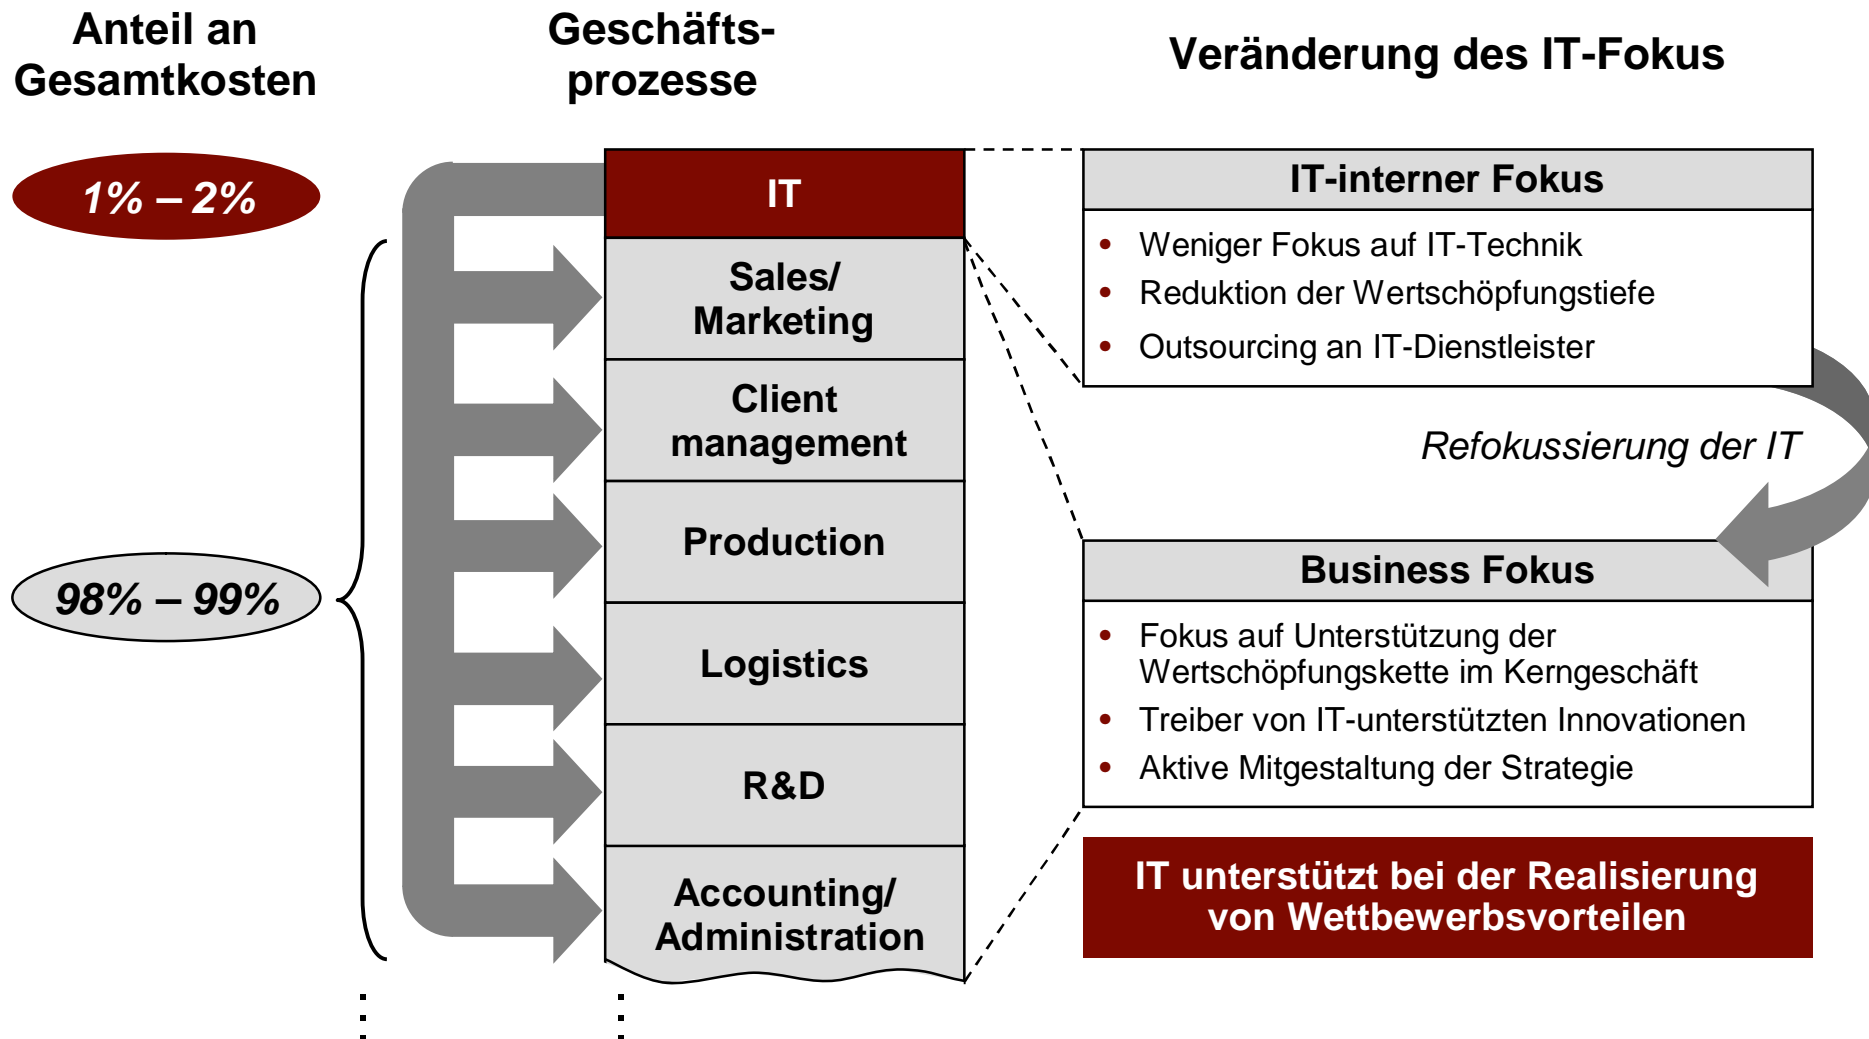 Anteil an
Gesamtkosten
Geschäfts-
prozesse
Veränderung des IT-Fokus
1% – 2%
98% – 99%
IT
Sales/
Marketing
Client
management
Production
Logistics
R&D
Accounting/
Administration
IT-interner Fokus
• Weniger Fokus auf IT-Technik
• Reduktion der Wertschöpfungstiefe
• Outsourcing an IT-Dienstleister
Refokussierung der IT
Business Fokus
• Fokus auf Unterstützung der
Wertschöpfungskette im Kerngeschäft
• Treiber von IT-unterstützten Innovationen
• Aktive Mitgestaltung der Strategie
IT unterstützt bei der Realisierung
von Wettbewerbsvorteilen